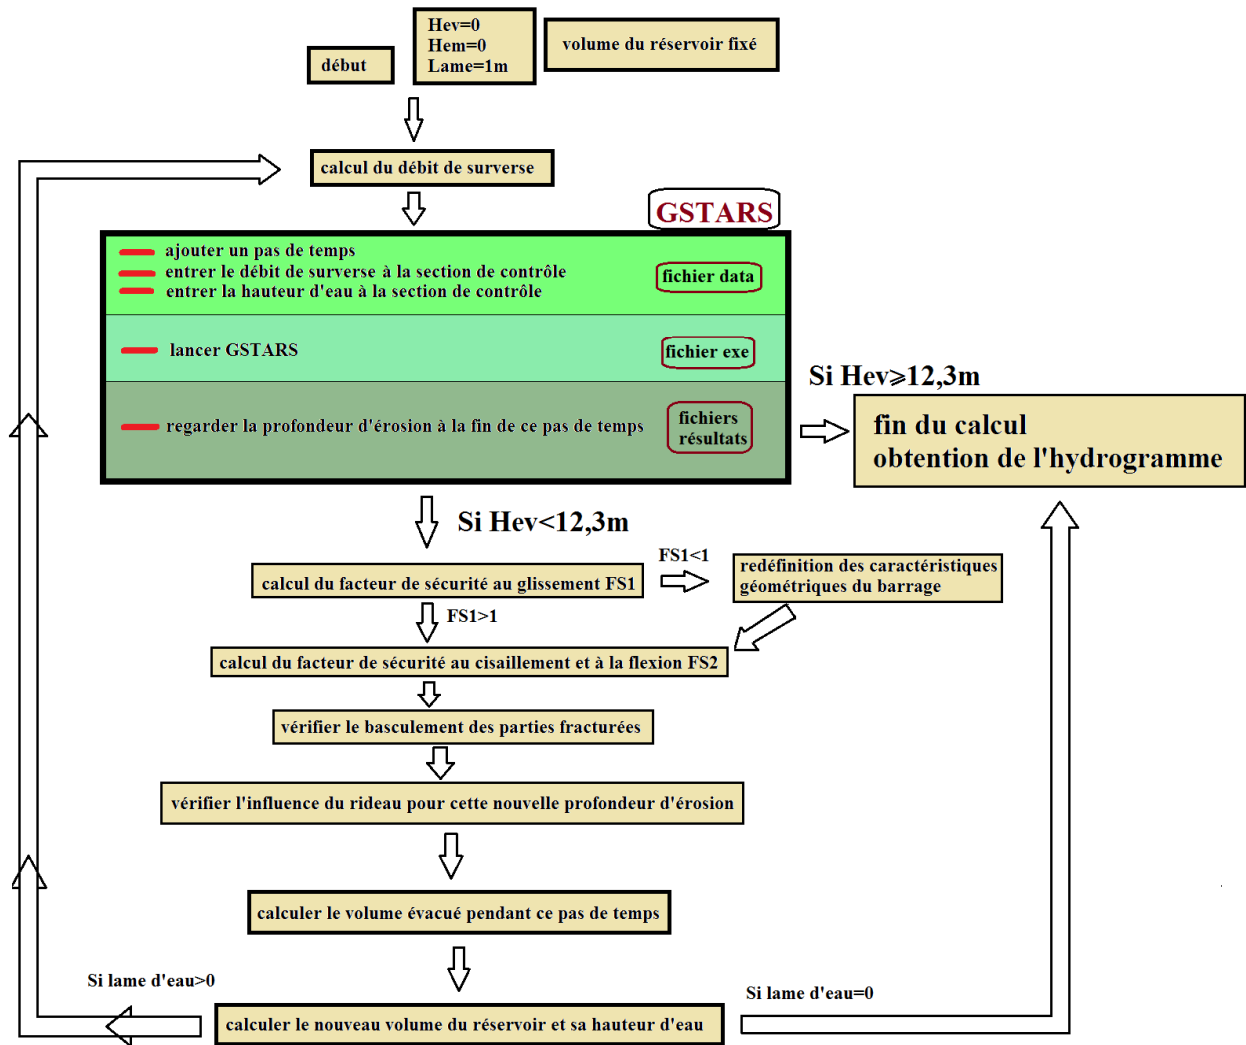 Hev=0
Hem=0
Lame=1m
volume du réservoir fixé
début
calcul du débit de surverse
GSTARS
ajouter un pas de temps
entrer le débit de surverse à la section de contrôle
entrer la hauteur d'eau à la section de contrôle
fichier data
lancer GSTARS
fichier exe
regarder la profondeur d'érosion à la fin de ce pas de temps
fichiers
résultats
Si Hev⩾12,3m
fin du calcul
obtention de l'hydrogramme
Si Hev<12,3m
calcul du facteur de sécurité au glissement FS1
FS1<1
redéfinition des caractéristiques
géométriques du barrage
FS1>1
calcul du facteur de sécurité au cisaillement et à la flexion FS2
vérifier le basculement des parties fracturées
vérifier l'influence du rideau pour cette nouvelle profondeur d'érosion
calculer le volume évacué pendant ce pas de temps
Si lame d'eau>0
Si lame d'eau=0
calculer le nouveau volume du réservoir et sa hauteur d'eau